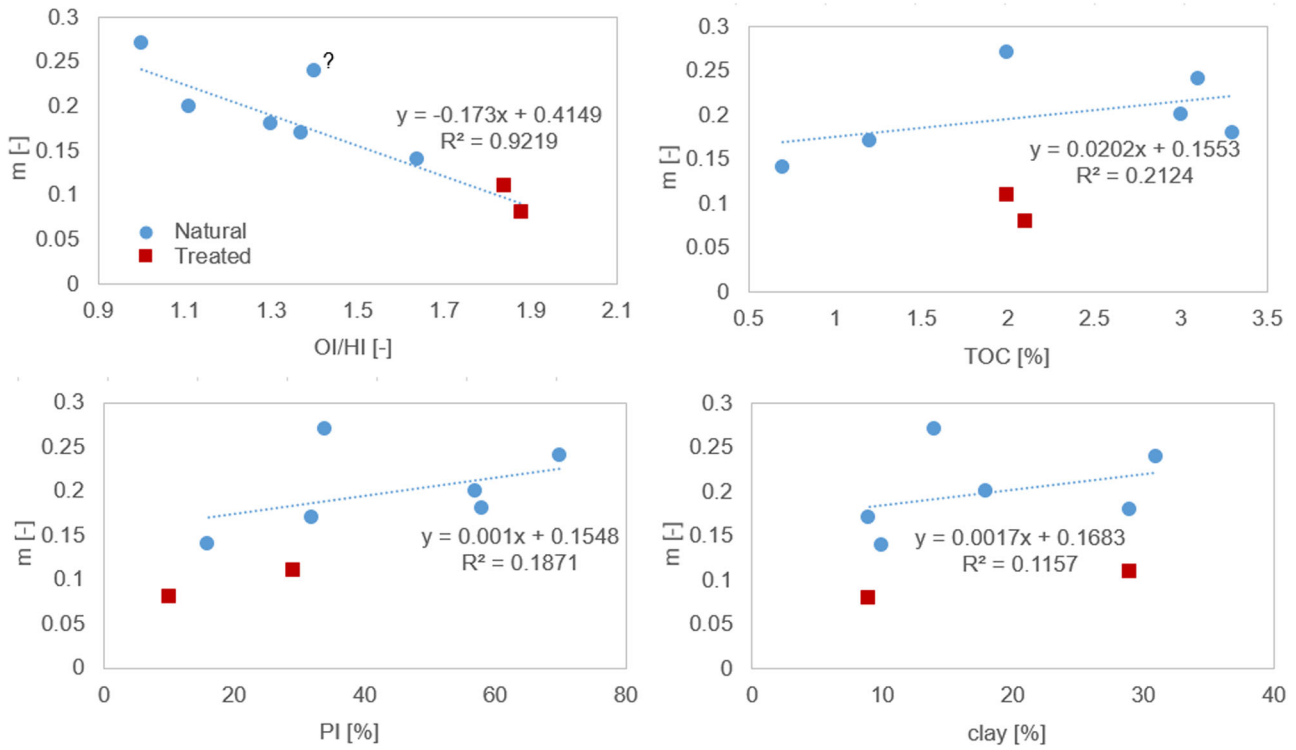 0.3
0.25
0.2
0.15
0.1
0.05
0
m [-]
?
y = -0.173x + 0.4149
R² = 0.9219
Natural
Treated
0.9
1.1
1.3
1.5
1.7
1.9
2.1
OI/HI [-]
0.3
0.25
0.2
0.15
0.1
0.05
0
m [-]
y = 0.0202x + 0.1553
R² = 0.2124
0.5
1
1.5
2
2.5
3
3.5
TOC [%]
0.3
0.25
0.2
0.15
0.1
0.05
0
m [-]
y = 0.001x + 0.1548
R² = 0.1871
0
20
40
60
80
PI [%]
0.3
0.25
0.2
0.15
0.1
0.05
0
m [-]
y = 0.0017x + 0.1683
R² = 0.1157
0
10
20
30
40
clay [%]